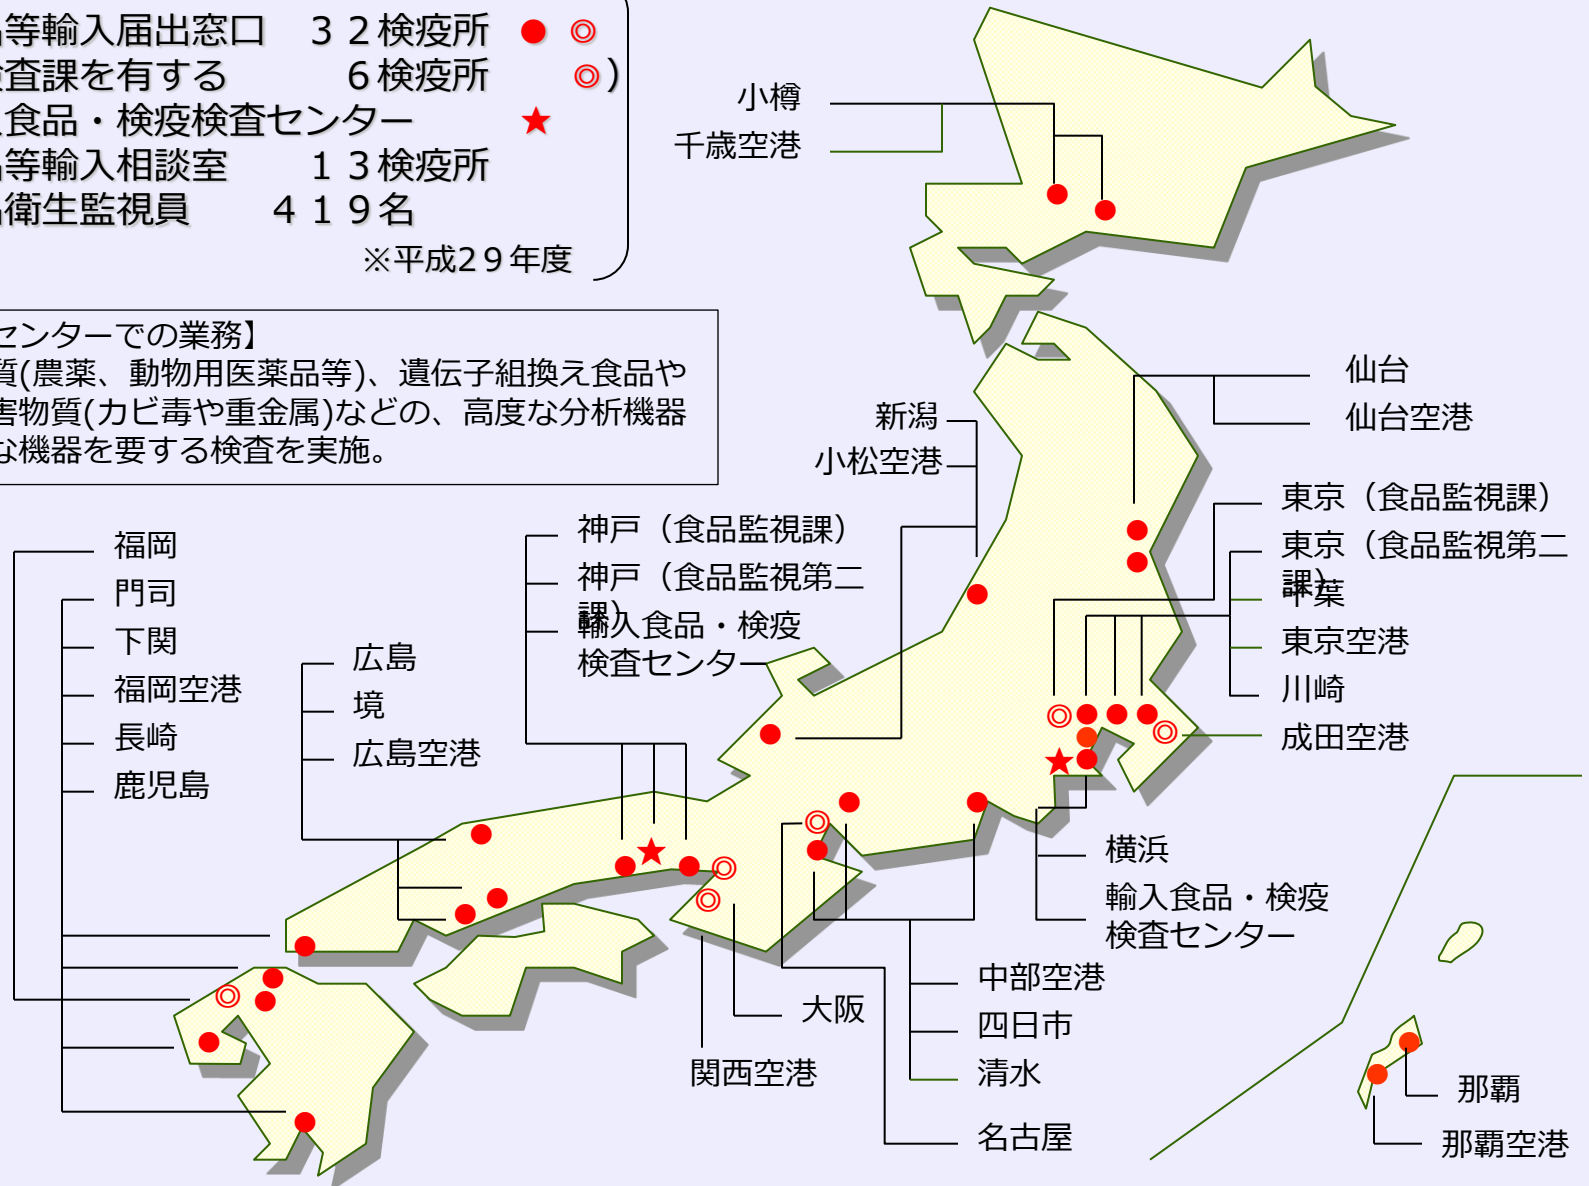 品等輸入届出窓口　３２検疫所 ● ◎
検査課を有する　　　６検疫所　　◎)
入食品・検疫検査センター　　★
品等輸入相談室　　１３検疫所
品衛生監視員　　４１９名
※平成2９年度
センターでの業務】
質(農薬、動物用医薬品等)、遺伝子組換え食品や
害物質(カビ毒や重金属)などの、高度な分析機器
な機器を要する検査を実施。
小樽
千歳空港
仙台
仙台空港
新潟
小松空港
東京（食品監視課）
東京（食品監視第二
課）
千葉
東京空港
川崎
成田空港
神戸（食品監視課）
神戸（食品監視第二
課）
輸入食品・検疫
検査センター
福岡
門司
下関
福岡空港
長崎
鹿児島
広島
境
広島空港
横浜
輸入食品・検疫
検査センター
中部空港
四日市
清水
名古屋
大阪
関西空港
那覇
那覇空港